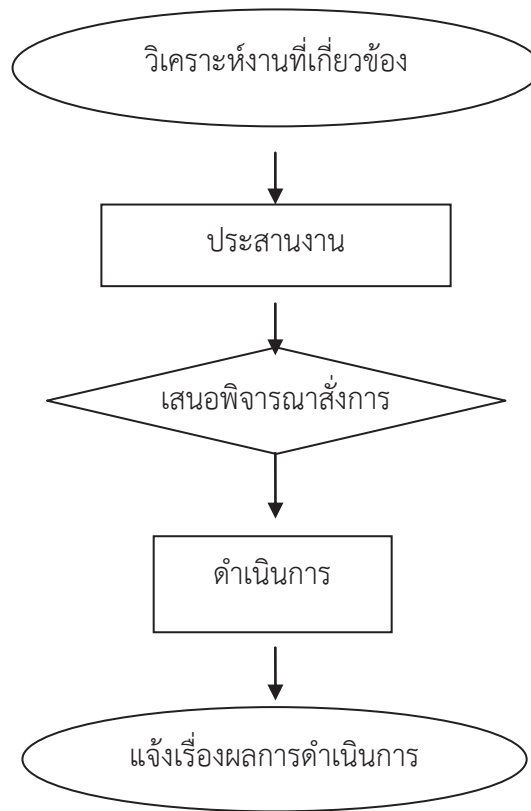 วิเคราะห์งานที่เกี่ยวข้อง
ประสานงาน
เสนอพิจารณาสั่งการ
ดำเนินการ
แจ้งเรื่องผลการดำเนินการ